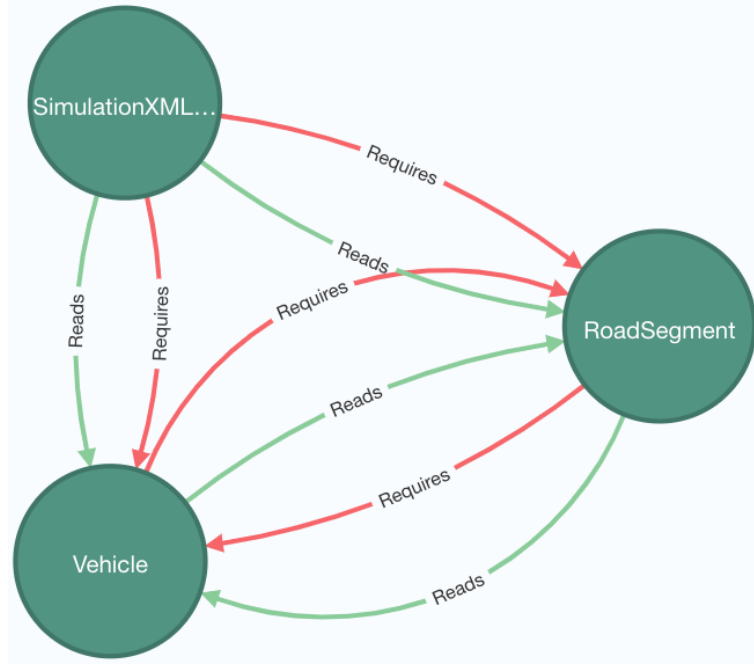 SimulationXML...
Requires
Reads
Requires
Reads
Requires
RoadSegment
Reads
Requires
Vehicle
Reads